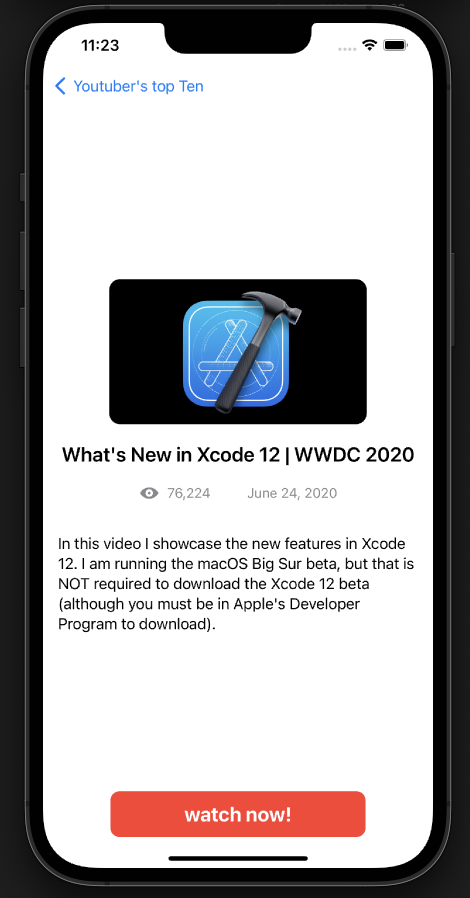 11:23
Youtuber's top Ten
What's New in Xcode 12 | WWDC 2020
76,224 June 24, 2020
In this video I showcase the new features in Xcode
12. I am running the macOS Big Sur beta, but that is
NOT required to download the Xcode 12 beta
(although you must be in Apple's Developer
Program to download).
watch now!